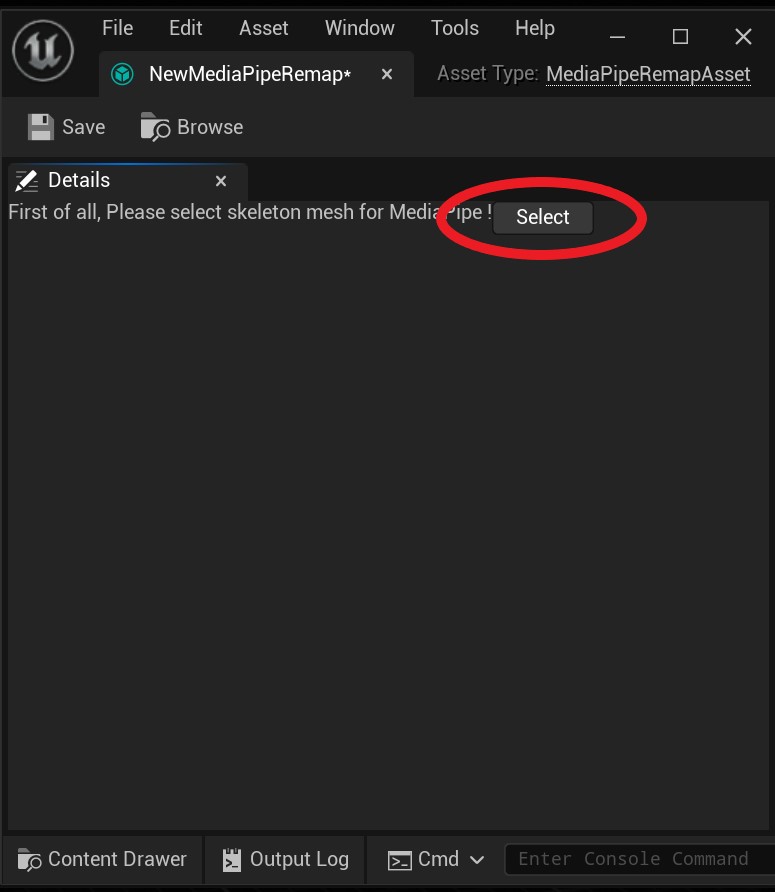 File Edit Asset Window Tools Help
NewMediaPipeRemap* Asset Type: MediaPipeRemapAsset
Save Browse
Details
First of all, Please select skeleton mesh for MediaPipe ! Select
Content Drawer Output Log Cmd Enter Console Command